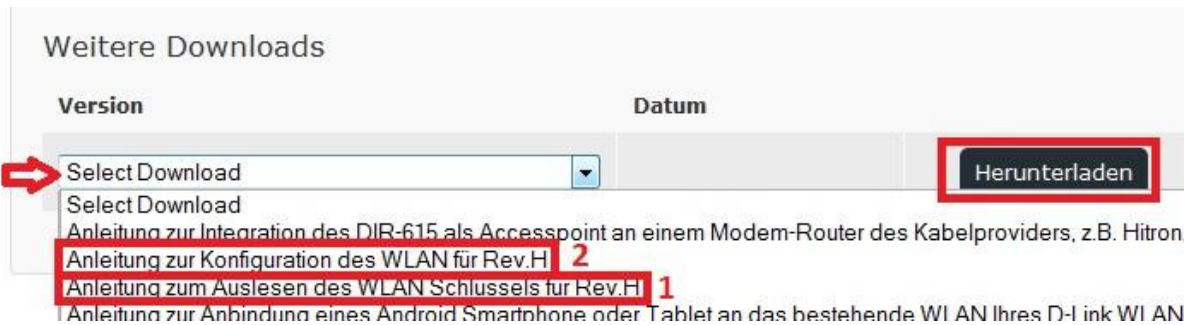 Weitere Downloads
Version Datum
Select Download Herunterladen
Select Download
Anleitung zur Integration des DIR-615 als Accesspoint an einem Modem-Router des Kabelproviders, z.B. Hitron
Anleitung zur Konfiguration des WLAN für Rev.H 2
Anleitung zum Auslesen des WLAN Schlüssels für Rev.H 1
Anleitung zur Anbindung eines Android Smartphone oder Tablet an das bestehende WLAN Ihres D-Link WLAN